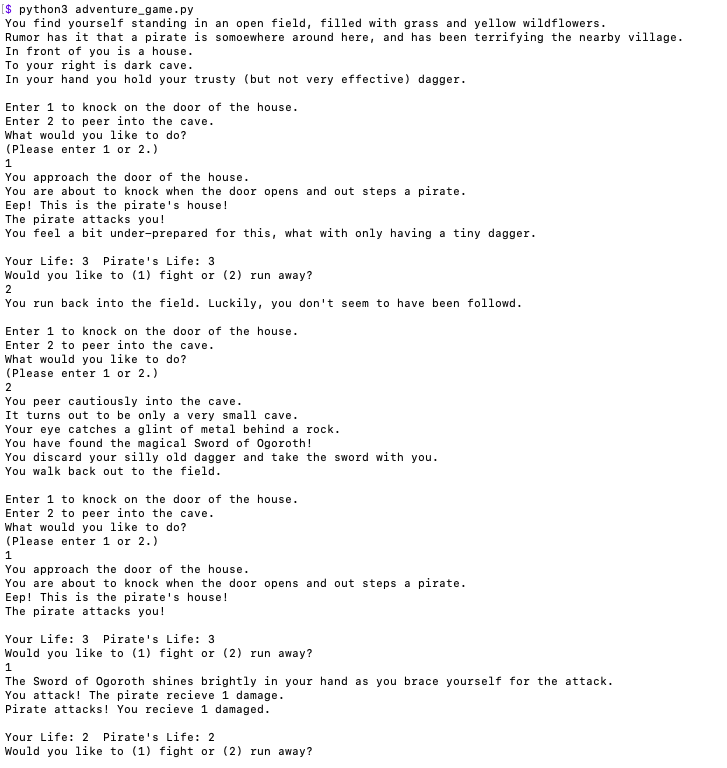 $ python3 adventure_game.py
You find yourself standing in an open field, filled with grass and yellow wildflowers.
Rumor has it that a pirate is somoewhere around here, and has been terrifying the nearby village.
In front of you is a house.
To your right is dark cave.
In your hand you hold your trusty (but not very effective) dagger.
Enter 1 to knock on the door of the house.
Enter 2 to peer into the cave.
What would you like to do?
(Please enter 1 or 2.)
1
You approach the door of the house.
You are about to knock when the door opens and out steps a pirate.
Eep! This is the pirate's house!
The pirate attacks you!
You feel a bit under-prepared for this, what with only having a tiny dagger.
Your Life: 3  Pirate's Life: 3
Would you like to (1) fight or (2) run away?
2
You run back into the field. Luckily, you don't seem to have been followd.
Enter 1 to knock on the door of the house.
Enter 2 to peer into the cave.
What would you like to do?
(Please enter 1 or 2.)
2
You peer cautiously into the cave.
It turns out to be only a very small cave.
Your eye catches a glint of metal behind a rock.
You have found the magical Sword of Ogoroth!
You discard your silly old dagger and take the sword with you.
You walk back out to the field.
Enter 1 to knock on the door of the house.
Enter 2 to peer into the cave.
What would you like to do?
(Please enter 1 or 2.)
1
You approach the door of the house.
You are about to knock when the door opens and out steps a pirate.
Eep! This is the pirate's house!
The pirate attacks you!
Your Life: 3  Pirate's Life: 3
Would you like to (1) fight or (2) run away?
1
The Sword of Ogoroth shines brightly in your hand as you brace yourself for the attack.
You attack! The pirate recieve 1 damage.
Pirate attacks! You recieve 1 damaged.
Your Life: 2  Pirate's Life: 2
Would you like to (1) fight or (2) run away?